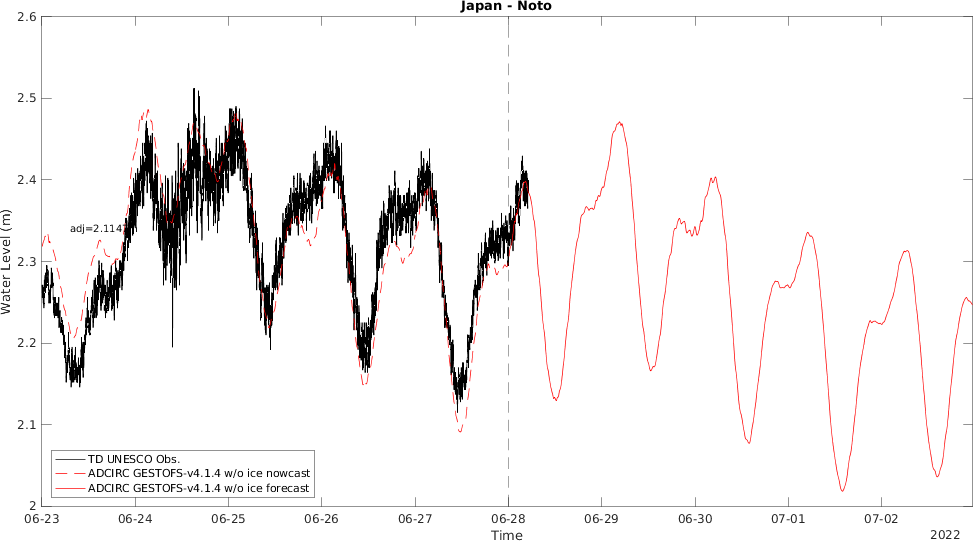 Japan - Noto
2.6
2.5
2.4
2.3
2.2
2.1
2
Water Level (m)
adj=2.1147
TD UNESCO Obs.
ADCIRC GESTOFS-v4.1.4 w/o ice nowcast
ADCIRC GESTOFS-v4.1.4 w/o ice forecast
06-23 06-24 06-25 06-26 06-27 06-28 06-29 06-30 07-01 07-02
Time
2022